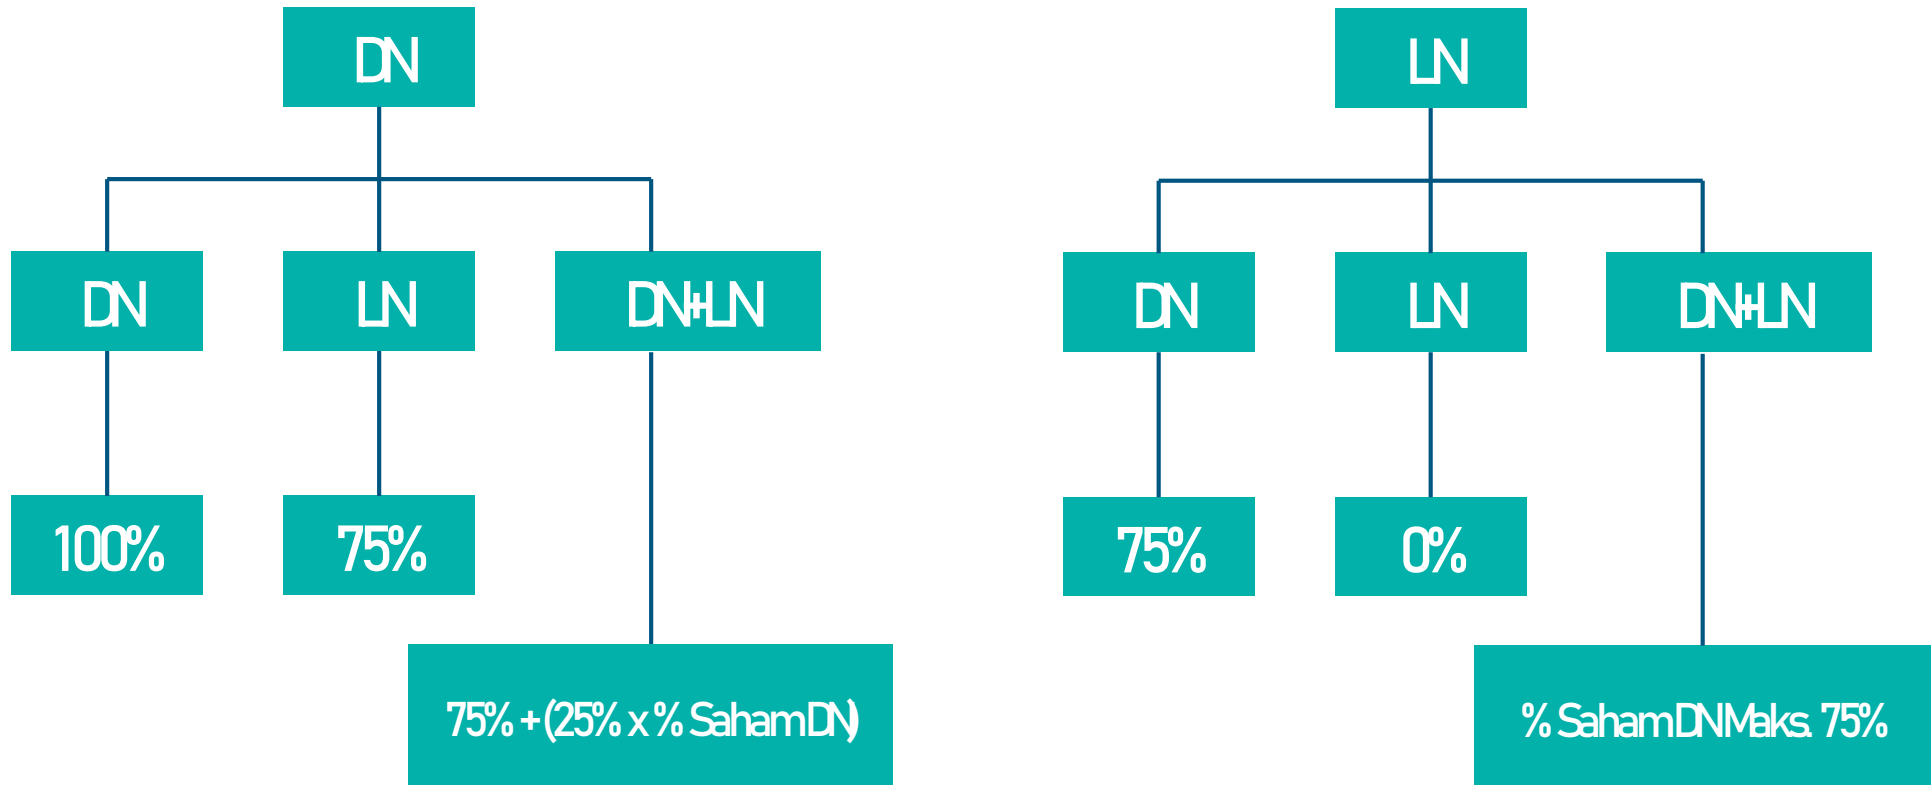 DN
DN
LN
DN+LN
100%
75%
75% + (25% x % Saham DN)
LN
DN
LN
DN+LN
75%
0%
% Saham DN Maks. 75%